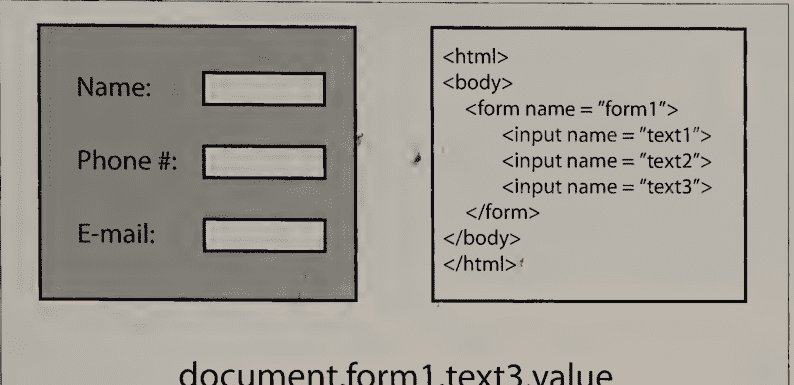 Name:
Phone #:
E-mail:
<html>
<body>
<form name = "form1">
<input name = "text1">
<input name = "text2">
<input name = "text3">
</form>
</body>
</html>
document.form1.text3.value